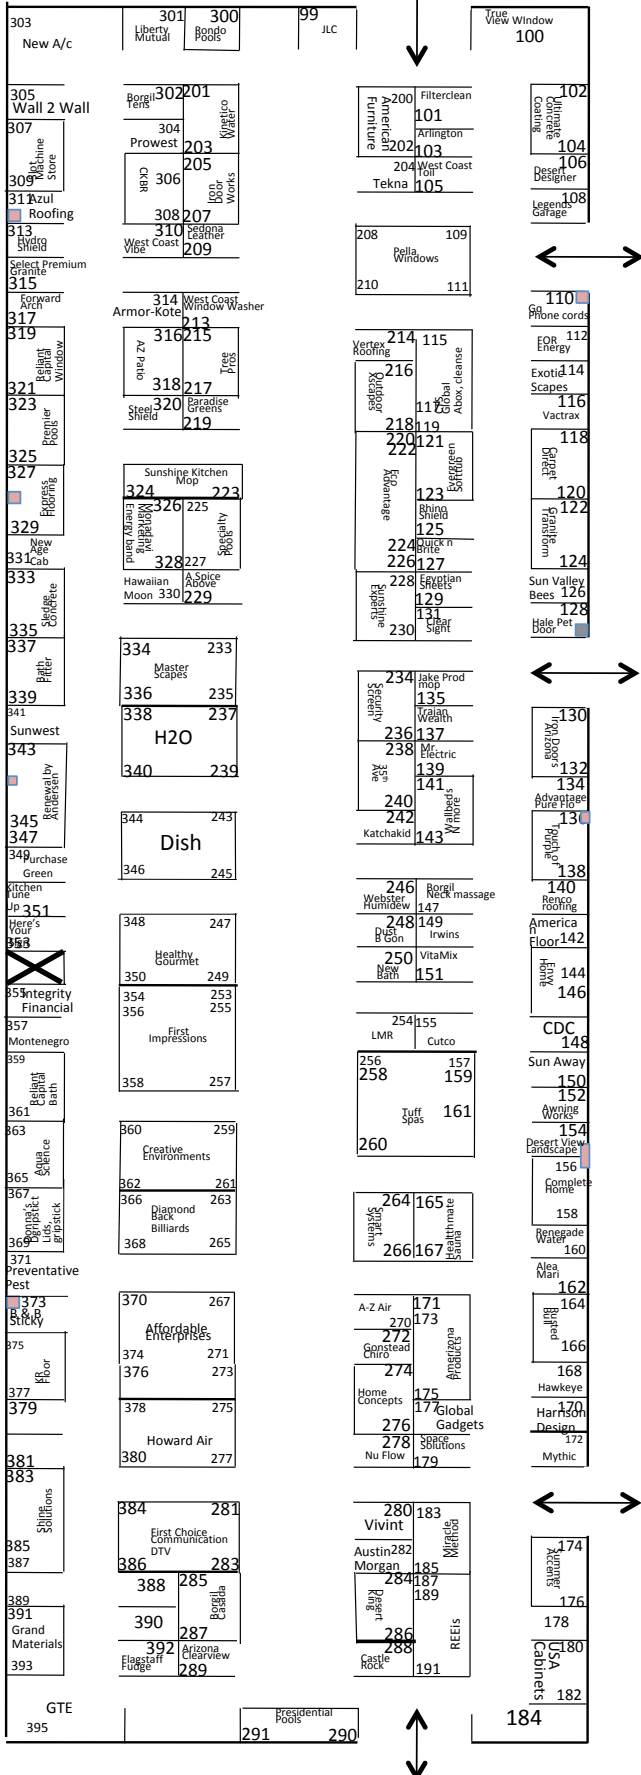 303
New A/c
301
Liberty
Mutual
300
Rondo
Pools
99
JLC
True
View WIndow
100
305
Wall 2 Wall
307
Slot
Machine
Store
309
311
Azul
Roofing
313
Hydro
Shield
Select Premium
Granite
315
Forward
Arch
317
319
Reliant
Capital
Window
321
323
Premier
Pools
325
327
Express
Flooring
329
New
Age
331
Cab
333
Sledge
Concrete
335
337
Bath
Fitter
339
341
Sunwest
343
Renewal by
Andersen
345
347
349
Purchase
Green
Kitchen
Tune
Up
351
Here's
Your
353
355
Integrity
Financial
357
Montenegro
359
Reliant
Capital
Bath
361
363
Aqua
Science
365
367
Donna's
Dgripstict
Lids,
gripstick
369
371
Preventative
Pest
373
B & B
Sticky
375
KR
Floor
377
379
381
383
Shine
Solutions
385
387
389
391
Grand
Materials
393
GTE
395
Borgil
Tens
302
201
Kinetico
Water
304
Prowest
203
205
CKBR
306
Iron
Door
Works
308
207
310
Sedona
Leather
West Coast
Vibe
209
314
West Coast
Window Washer
Armor-Kote
213
316
215
AZ Patio
Tree
Pros
318
217
Steel
Shield
320
Paradise
Greens
219
Sunshine Kitchen
Mop
324
223
326
225
Monadavi
Marketing
Energy band
Specialty
Pools
328
227
Hawaiian
Moon
330
A Spice
Above
229
334
233
Master
Scapes
336
235
338
237
H2O
340
239
344
243
Dish
346
245
348
247
Healthy
Gourmet
350
249
354
253
356
255
First
Impressions
358
257
360
259
Creative
Environments
362
261
366
263
Diamond
Back
Billiards
368
265
370
267
Affordable
Enterprises
374
271
376
273
378
275
Howard Air
380
277
384
281
First Choice
Communication
DTV
386
283
388
285
Borgil
Casada
390
287
392
Flagstaff
Fudge
Arizona
Clearview
289
Presidential
Pools
291
290
American
Furniture
200
Filterclean
101
Arlington
202
103
204
West Coast
Toll
Tekna
105
208
109
Pella
Windows
210
111
214
115
Vertex
Roofing
216
Outdoor
Xscapes
Global
Abox, cleanse
117
218
119
220
121
222
Eco
Advantage
Evergreen
Softtub
123
Rhino
Shield
125
224
Quick n
Brite
226
127
228
Egyptian
Sheets
Sunshine
Experts
129
131
Clear
Sight
230
234
Jake Prod
mop
Security
Screen
135
Trajan
Wealth
236
137
238
Mr.
Electric
35th
Ave
139
141
240
Wallbeds
N more
242
Katchakid
143
246
Borgil
Neck massage
Webster
Humidew
147
248
149
Dust
B Gon
Irwins
250
VitaMix
New
Bath
151
254
155
LMR
Cutco
256
157
258
159
Tuff
Spas
161
260
264
165
Smart
Systems
Healthmate
Sauna
266
167
A-Z Air
171
270
173
272
Gonstead
Chiro
Amerizona
Products
274
Home
Concepts
175
177
Global
Gadgets
276
278
Space
Solutions
Nu Flow
179
280
183
Vivint
Miracle
Method
Austin
282
Morgan
185
284
187
189
Desert
King
REEis
286
288
Castle
Rock
191
102
Ultimate
Concrete
Coating
104
106
Desert
Designer
108
Legends
Garage
110
Gq
Phone cords
112
EOR
Energy
114
Exotic
Scapes
116
Vactrax
118
Carpet
Direct
120
122
Granite
Transform
124
Sun Valley
Bees
126
128
Hale Pet
Door
130
Iron Doors
Arizona
132
134
Advantage
Pure Flo
136
Touch of
Purple
138
140
Renco
roofing
America
n
Floor
142
Envy
Home
144
146
CDC
148
Sun Away
150
152
Awning
Works
154
Desert View
Landscape
156
Complete
Home
158
Renegade
Water
160
Alea
Mari
162
164
Rusted
Bull
166
168
Hawkeye
170
Harrison
Design
172
Mythic
174
Summer
Accents
176
178
180
USA
Cabinets
182
184